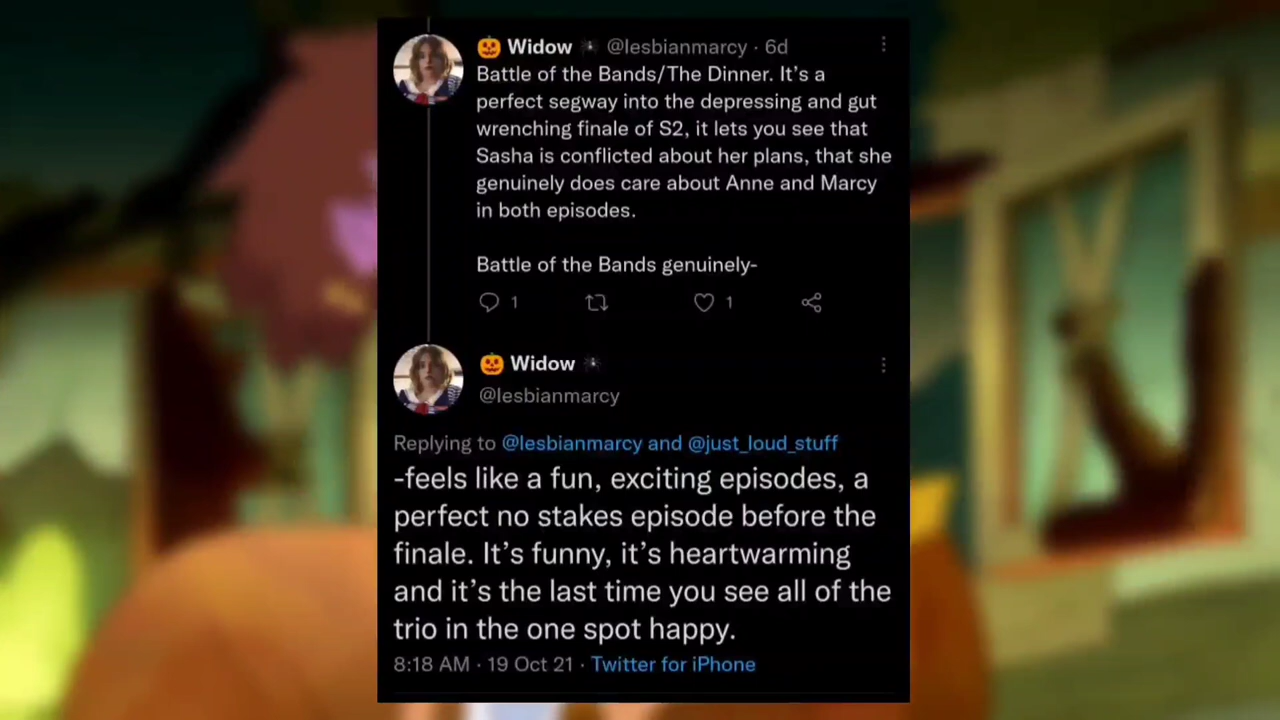 🎃 Widow 🕷 @lesbianmarcy · 6d
Battle of the Bands/The Dinner. It's a
perfect segway into the depressing and gut
wrenching finale of S2, it lets you see that
Sasha is conflicted about her plans, that she
genuinely does care about Anne and Marcy
in both episodes.
Battle of the Bands genuinely-
1 1
🎃 Widow 🕷
@lesbianmarcy
Replying to @lesbianmarcy and @just_loud_stuff
-feels like a fun, exciting episodes, a
perfect no stakes episode before the
finale. It's funny, it's heartwarming
and it's the last time you see all of the
trio in the one spot happy.
8:18 AM · 19 Oct 21 · Twitter for iPhone